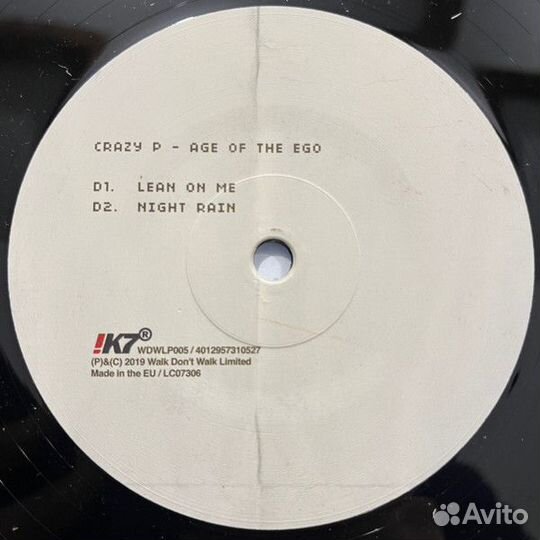 CRAZY P - AGE OF THE EGO
D1. LEAN ON ME
D2. NIGHT RAIN
!K7®
WDWLP005 / 4012957310527
(P)&(C) 2019 Walk Don't Walk Limited
Made in the EU / LC07306
Avito